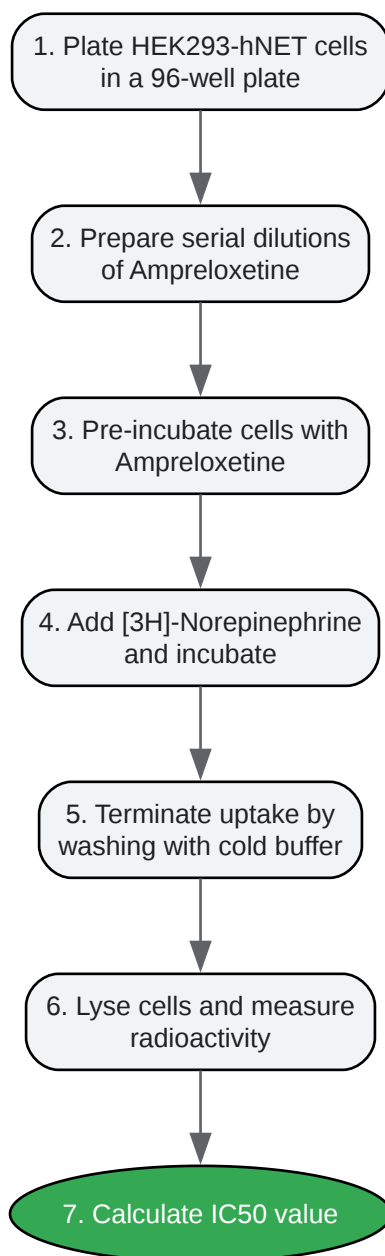 1. Plate HEK293-hNET cells
in a 96-well plate
2. Prepare serial dilutions
of Ampreloxetine
3. Pre-incubate cells with
Ampreloxetine
4. Add [3H]-Norepinephrine
and incubate
5. Terminate uptake by
washing with cold buffer
6. Lyse cells and measure
radioactivity
7. Calculate IC50 value